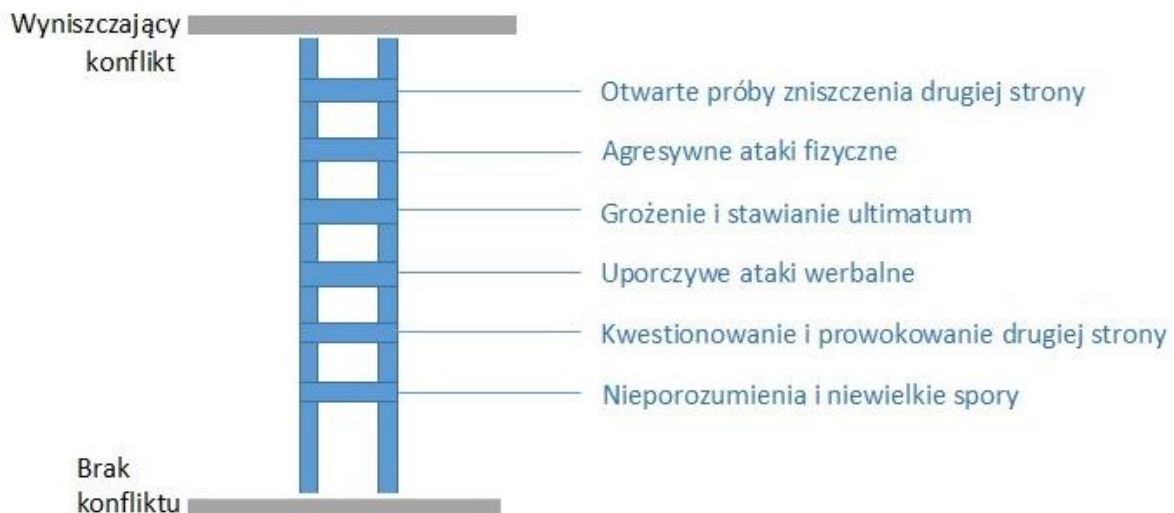 Wyniszczający
konflikt
Otwarte próby zniszczenia drugiej strony
Agresywne ataki fizyczne
Grożenie i stawianie ultimatum
Uporczywe ataki werbalne
Kwestionowanie i prowokowanie drugiej strony
Nieporozumienia i niewielkie spory
Brak
konfliktu